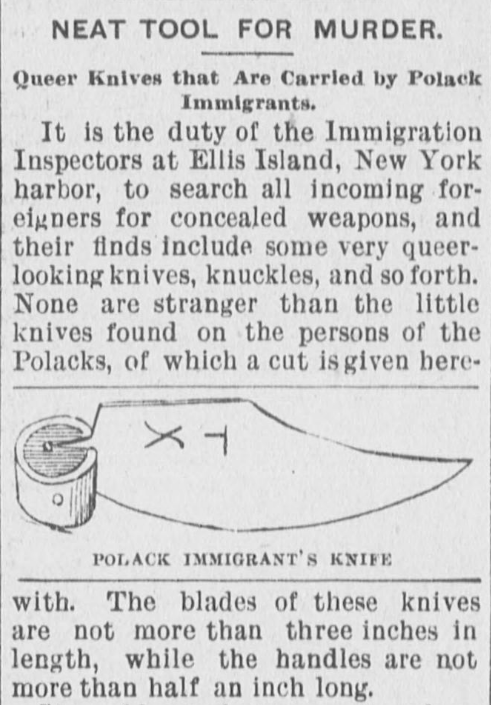 NEAT TOOL FOR MURDER.
Queer Knives that Are Carried by Polack
Immigrants.
It is the duty of the Immigration
Inspectors at Ellis Island, New York
harbor, to search all incoming for-
eigners for concealed weapons, and
their finds include some very queer-
looking knives, knuckles, and so forth.
None are stranger than the little
knives found on the persons of the
Polacks, of which a cut is given here-
POLACK IMMIGRANT'S KNIFE
with. The blades of these knives
are not more than three inches in
length, while the handles are not
more than half an inch long.